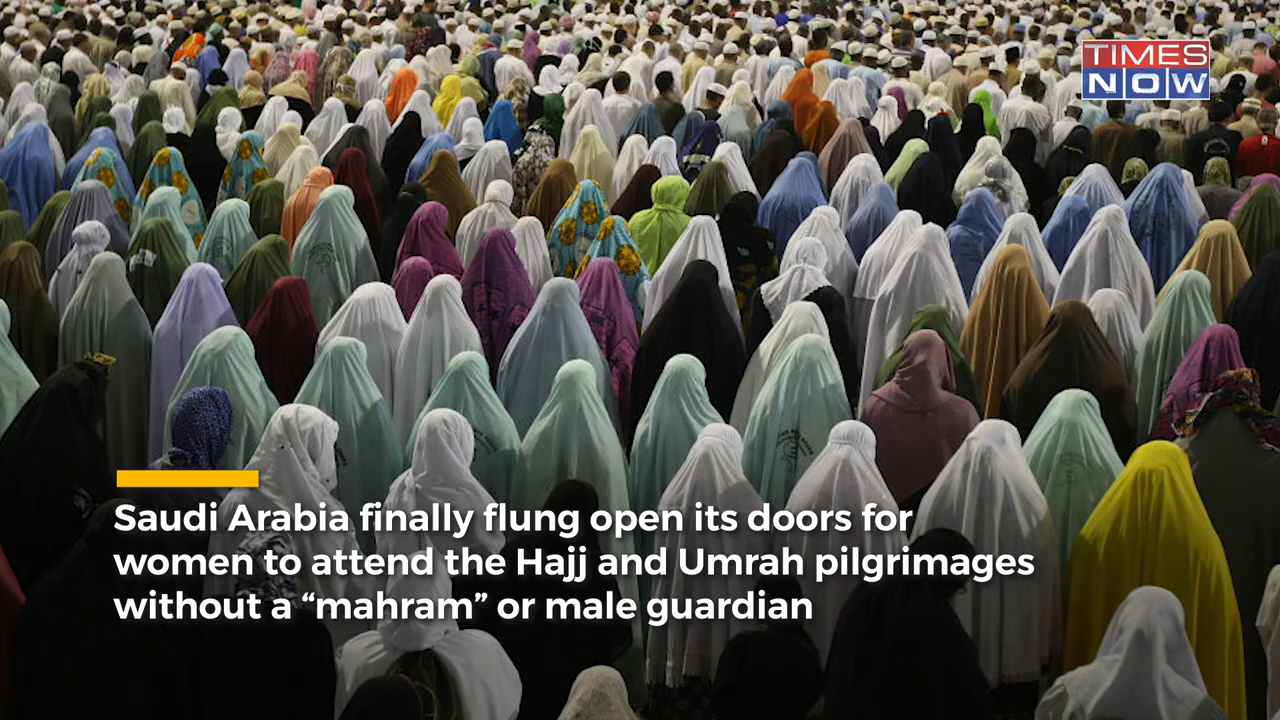 TIMES
NOW
Saudi Arabia finally flung open its doors for
women to attend the Hajj and Umrah pilgrimages
without a “mahram” or male guardian